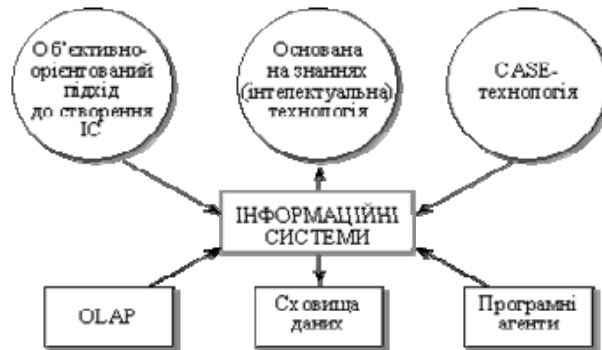 Об’єктивно-
орієнтований
підхід
до створення
ІС
Основана
на знаннях
(інтелектуальна)
технологія
CASE-
технологія
ІНФОРМАЦІЙНІ
СИСТЕМИ
OLAP
Сховища
даних
Програмні
агенти